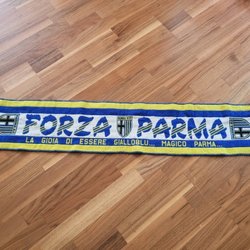 FORZA PARMA
LA GIOIA DI ESSERE GIALLOBLU... MAGICO PARMA...